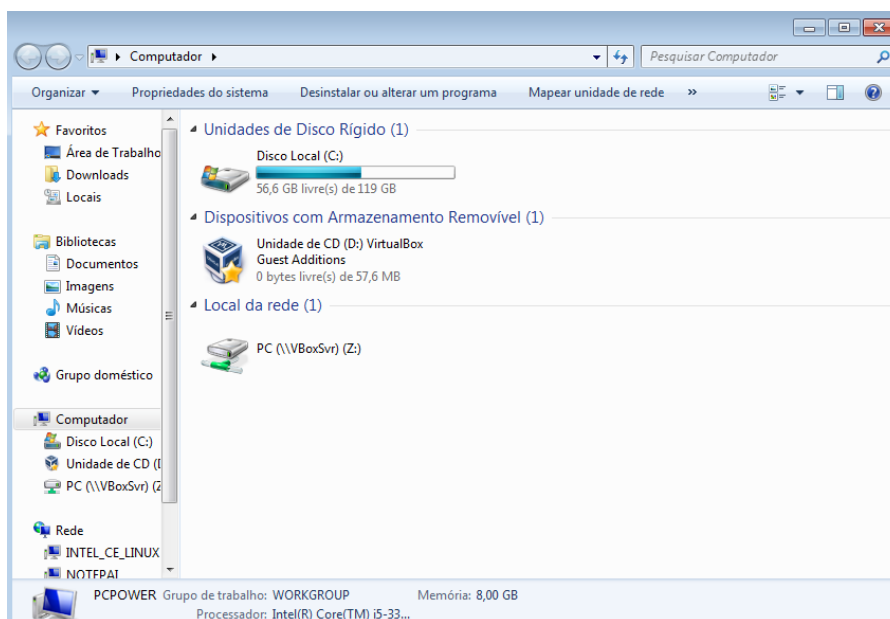 Computador
Pesquisar Computador
Organizar
Propriedades do sistema
Desinstalar ou alterar um programa
Mapear unidade de rede
»
Favoritos
Área de Trabalho
Downloads
Locais
Bibliotecas
Documentos
Imagens
Músicas
Vídeos
Grupo doméstico
Computador
Disco Local (C:)
Unidade de CD (
PC (\\VBoxSvr) (Z
Rede
INTEL_CE_LINUX
NOTEPAI
Unidades de Disco Rígido (1)
Disco Local (C:)
56,6 GB livre(s) de 119 GB
Dispositivos com Armazenamento Removível (1)
Unidade de CD (D:) VirtualBox
Guest Additions
0 bytes livre(s) de 57,6 MB
Local da rede (1)
PC (\\VBoxSvr) (Z:)
PCPOWER Grupo de trabalho: WORKGROUP Memória: 8,00 GB
Processador: Intel(R) Core(TM) i5-33...